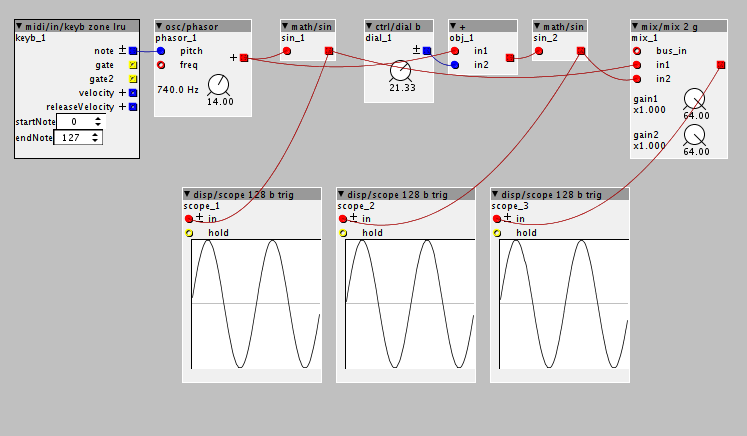 midi/in/keyb zone lru
keyb_1
note
gate
gate2
velocity
releaseVelocity
startNote 0
endNote 127
osc/phasor
phasor_1
pitch
freq
740.0 Hz
14.00
math/sin
sin_1
ctrl/dial b
dial_1
21.33
+
obj_1
in1
in2
math/sin
sin_2
mix/mix 2 g
mix_1
bus_in
in1
in2
gain1
x1.000
64.00
gain2
x1.000
64.00
disp/scope 128 b trig
scope_1
in
hold
disp/scope 128 b trig
scope_2
in
hold
disp/scope 128 b trig
scope_3
in
hold